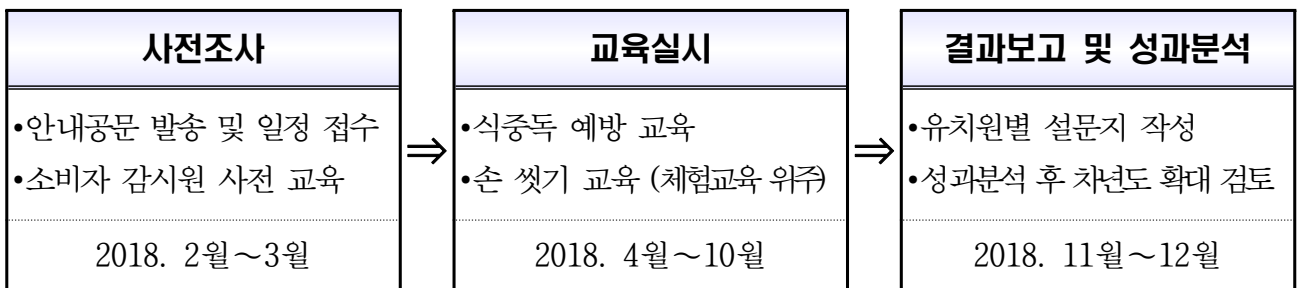 사전조사
•안내공문 발송 및 일정 접수
•소비자 감시원 사전 교육
2018. 2월~3월
⇒
교육실시
•식중독 예방 교육
•손 씻기 교육 (체험교육 위주)
2018. 4월~10월
⇒
결과보고 및 성과분석
•유치원별 설문지 작성
•성과분석 후 차년도 확대 검토
2018. 11월~12월